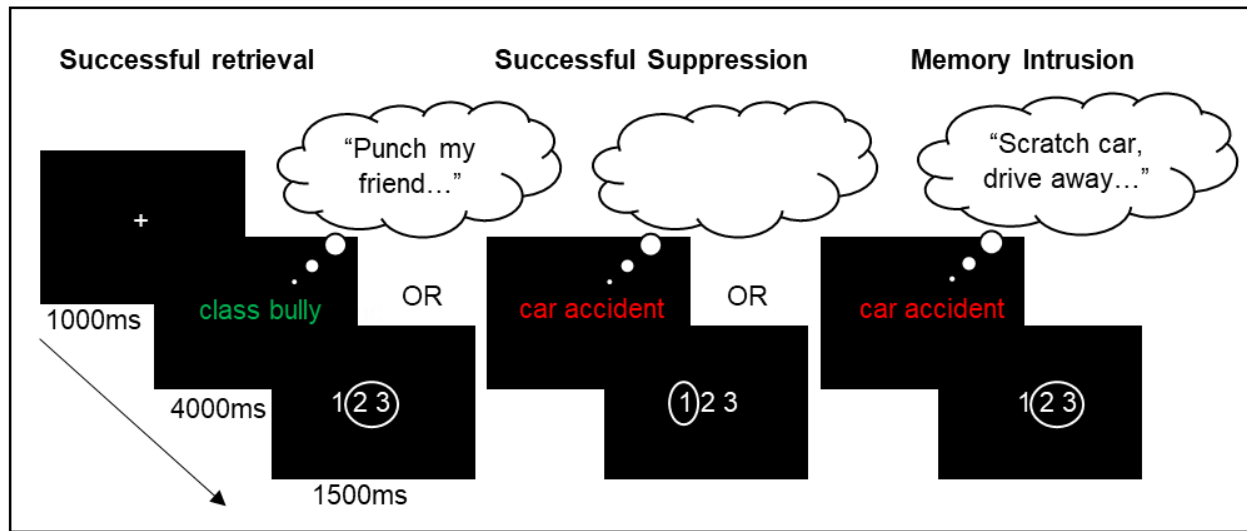 Successful retrieval
Successful Suppression
Memory Intrusion
“Punch my
friend…”
“Scratch car,
drive away…”
+
class bully
OR
car accident
OR
car accident
1000ms
4000ms
1 2 3
1 2 3
1 2 3
1500ms